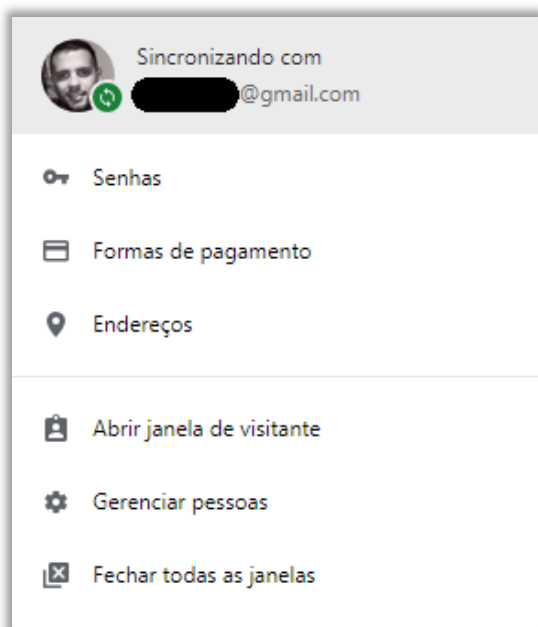 Sincronizando com
@gmail.com
Senhas
Formas de pagamento
Endereços
Abrir janela de visitante
Gerenciar pessoas
Fechar todas as janelas